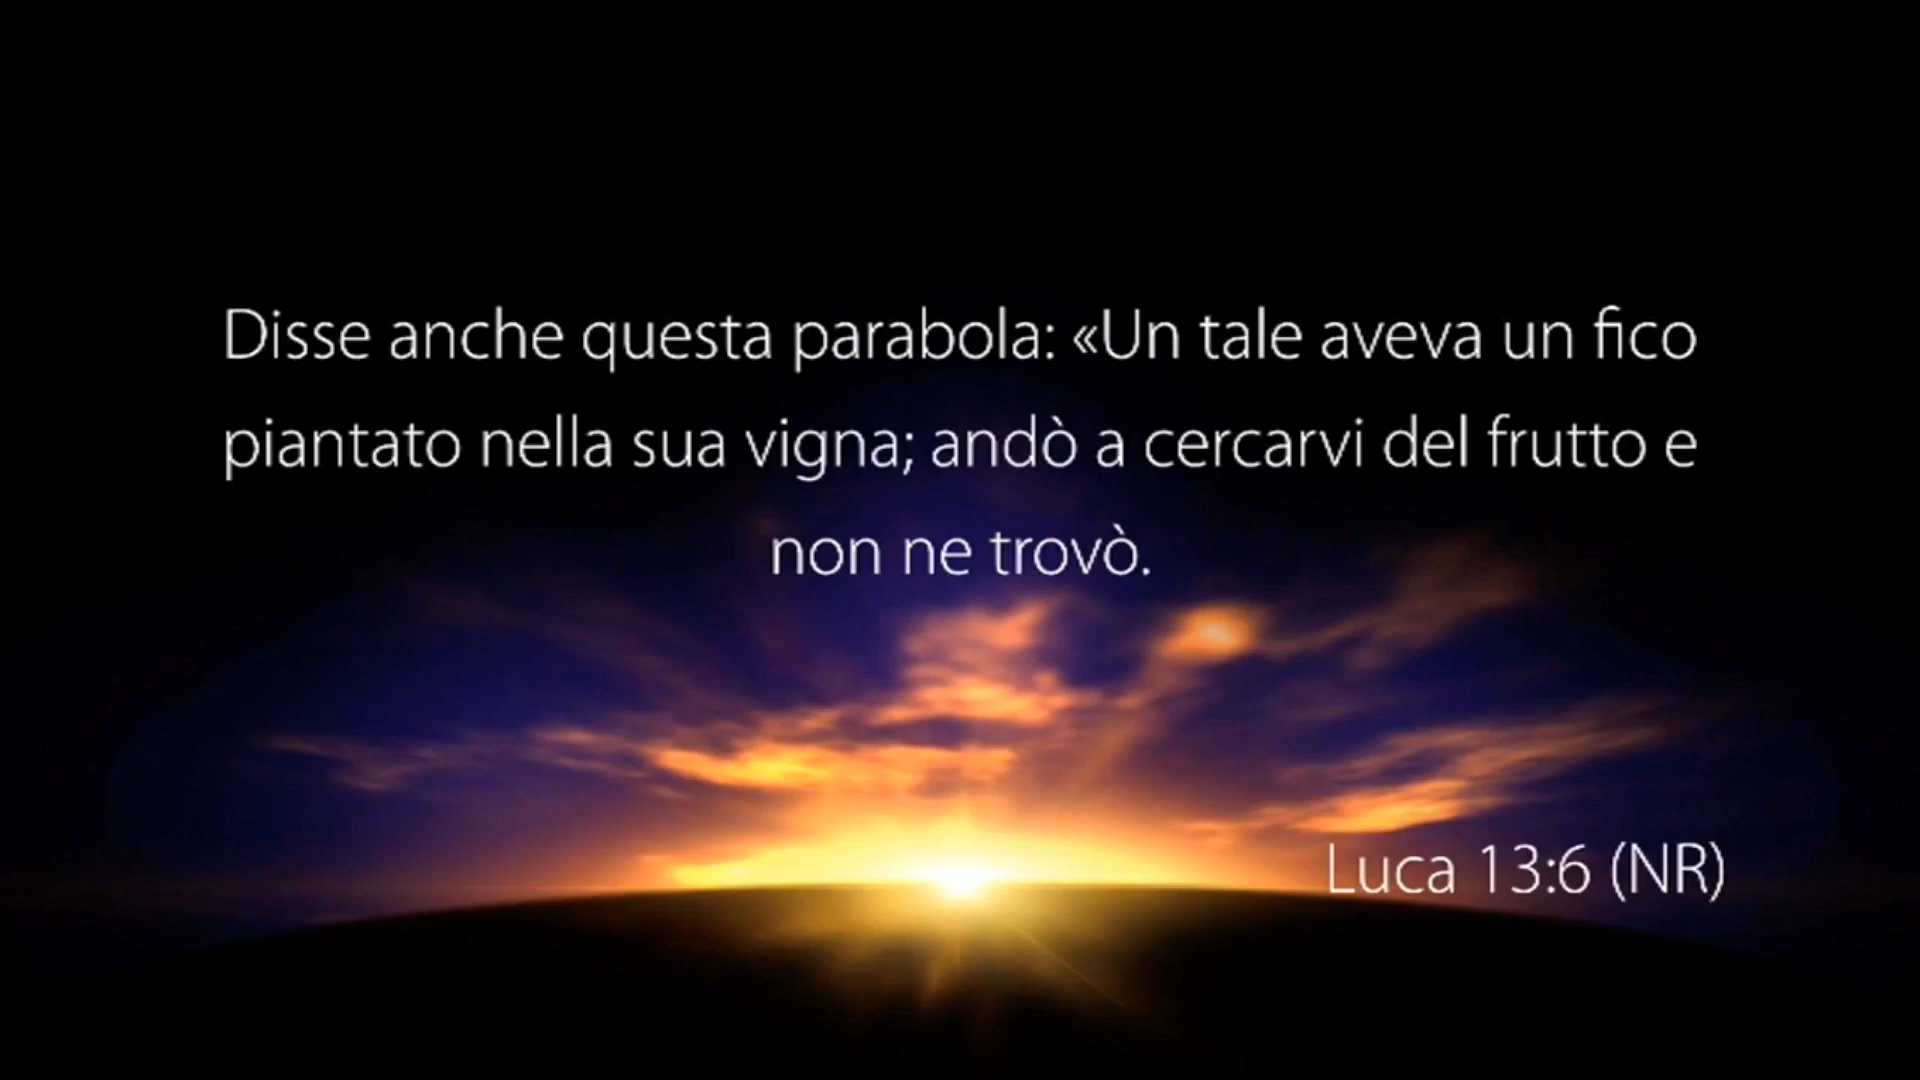 Disse anche questa parabola: «Un tale aveva un fico
piantato nella sua vigna; andò a cercarvi del frutto e
non ne trovò.
Luca 13:6 (NR)